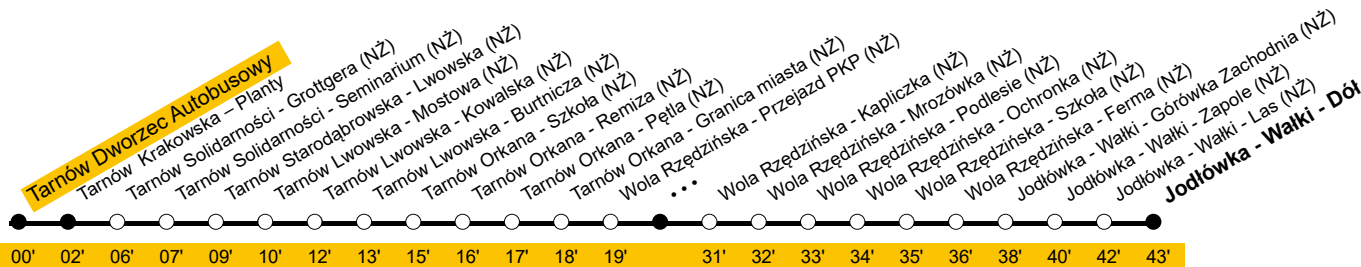 Tarnów Dworzec Autobusowy
Tarnów Krakowska – Planty
Tarnów Solidarności - Grottgera (NŻ)
Tarnów Solidarności - Seminarium (NŻ)
Tarnów Starodąbrowska - Lwowska (NŻ)
Tarnów Lwowska - Mostowa (NŻ)
Tarnów Lwowska - Kowalska (NŻ)
Tarnów Lwowska - Burtnicza (NŻ)
Tarnów Orkana - Szkoła (NŻ)
Tarnów Orkana - Remiza (NŻ)
Tarnów Orkana - Pętla (NŻ)
Tarnów Orkana - Granica miasta (NŻ)
Wola Rzędzińska - Przejazd PKP (NŻ)
...
Wola Rzędzińska - Kapliczka (NŻ)
Wola Rzędzińska - Mrozówka (NŻ)
Wola Rzędzińska - Podlesie (NŻ)
Wola Rzędzińska - Ochronka (NŻ)
Wola Rzędzińska - Szkoła (NŻ)
Wola Rzędzińska - Ferma (NŻ)
Jodłówka - Wałki - Górówka Zachodnia (NŻ)
Jodłówka - Wałki - Zapole (NŻ)
Jodłówka - Wałki - Las (NŻ)
Jodłówka - Wałki - Dół
00' 02' 06' 07' 09' 10' 12' 13' 15' 16' 17' 18' 19' 31' 32' 33' 34' 35' 36' 38' 40' 42' 43'